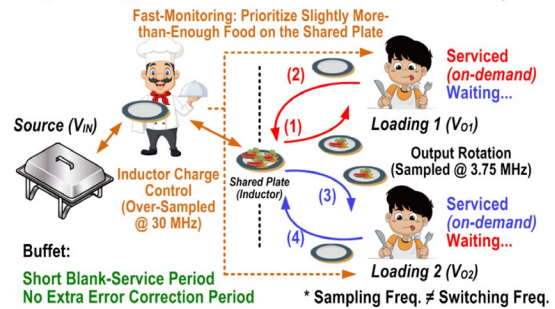 Fast-Monitoring: Prioritize Slightly More-
than-Enough Food on the Shared Plate
Serviced
(on-demand)
Waiting...
(2)
Source (VIN)
(1)
Loading 1 (VO1)
Output Rotation
(Sampled @ 3.75 MHz)
Inductor Charge
Control
(Over-Sampled
@ 30 MHz)
Shared Plate
(Inductor)
(3)
Serviced
(on-demand)
Waiting...
(4)
Buffet:
Short Blank-Service Period
No Extra Error Correction Period
Loading 2 (VO2)
* Sampling Freq. ≠ Switching Freq.